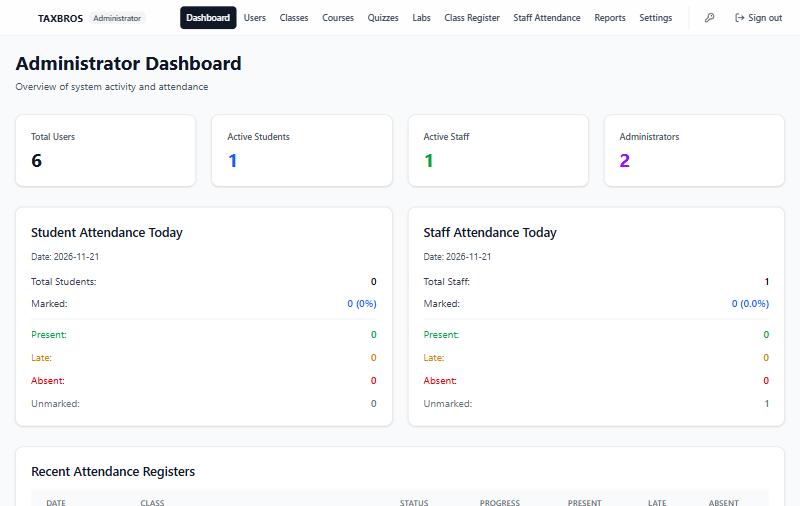 TAXBROS Administrator Dashboard Users Classes Courses Quizzes Labs Class Register Staff Attendance Reports Settings Sign out
Administrator Dashboard
Overview of system activity and attendance
Total Users
6
Active Students
1
Active Staff
1
Administrators
2
Student Attendance Today
Date: 2026-11-21
Total Students: 0
Marked: 0 (0%)
Present: 0
Late: 0
Absent: 0
Unmarked: 0
Staff Attendance Today
Date: 2026-11-21
Total Staff: 1
Marked: 0 (0.0%)
Present: 0
Late: 0
Absent: 0
Unmarked: 1
Recent Attendance Registers
DATE CLASS STATUS PROGRESS PRESENT LATE ABSENT